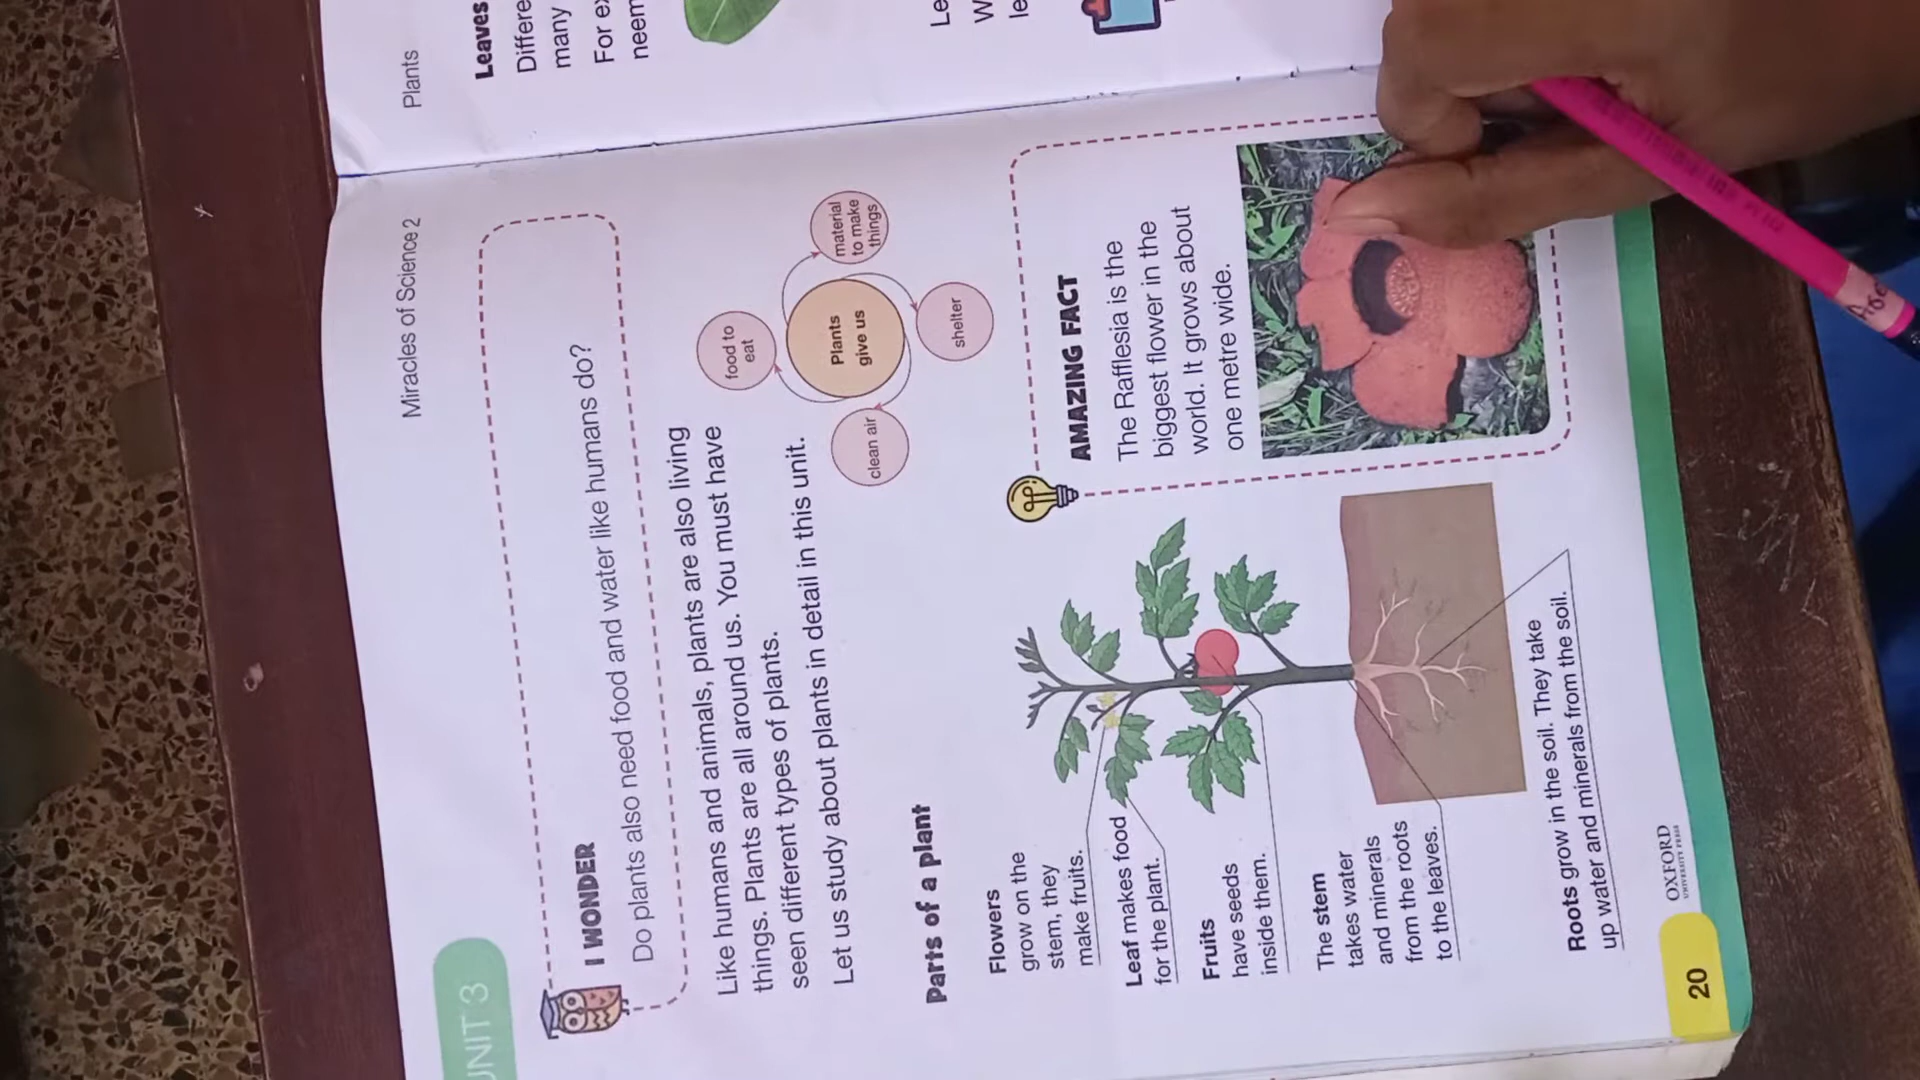 Miracles of Science 2
UNIT 3
I WONDER
Do plants also need food and water like humans do?
Like humans and animals, plants are also living
things. Plants are all around us. You must have
seen different types of plants.
Let us study about plants in detail in this unit.
Plants
give us
food to
eat
material
to make
things
shelter
clean air
Parts of a plant
Flowers
grow on the
stem, they
make fruits.
Leaf makes food
for the plant.
Fruits
have seeds
inside them.
The stem
takes water
and minerals
from the roots
to the leaves.
Roots grow in the soil. They take
up water and minerals from the soil.
AMAZING FACT
The Rafflesia is the
biggest flower in the
world. It grows about
one metre wide.
20
OXFORD
UNIVERSITY PRESS
Plants
Leaves
Differe
many
For ex
neem
Le
W
le